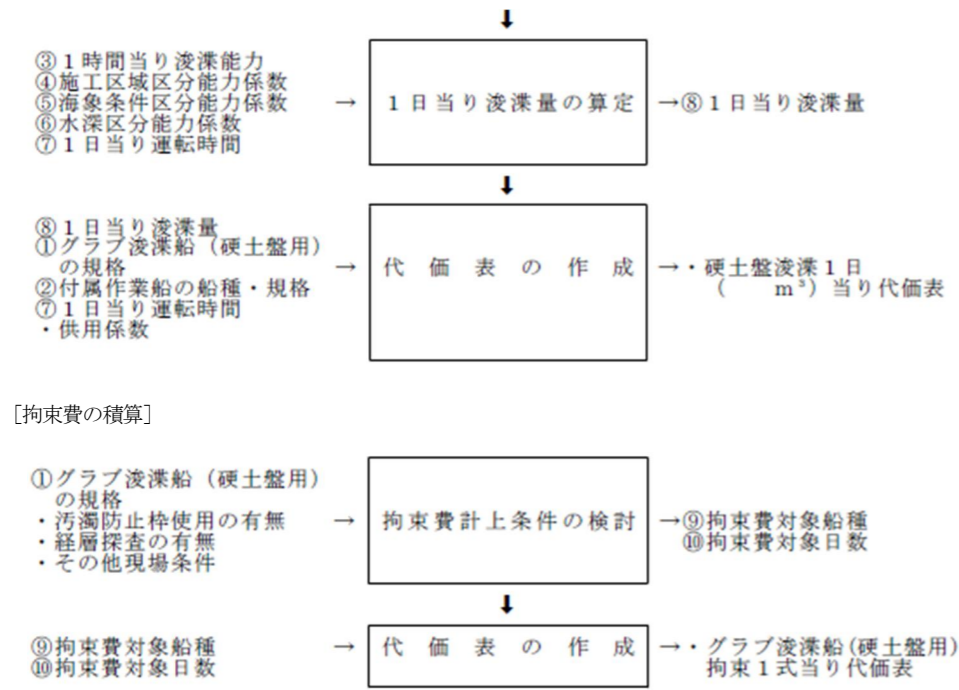 ⬇
③1時間当り浚渫能力
④施工区域区分能力係数
⑤海象条件区分能力係数
⑥水深区分能力係数
⑦1日当り運転時間
→
1日当り浚渫量の算定
→⑧1日当り浚渫量
⬇
⑧1日当り浚渫量
①グラブ浚渫船(硬土盤用)
の規格
②付属作業船の船種・規格
⑦1日当り運転時間
・供用係数
→
代価表の作成
→・硬土盤浚渫1日
( m³)当り代価表
[拘束費の積算]
①グラブ浚渫船(硬土盤用)
の規格
・汚濁防止枠使用の有無
・経層探査の有無
・その他現場条件
→
拘束費計上条件の検討
→⑨拘束費対象船種
⑩拘束費対象日数
⬇
⑨拘束費対象船種
⑩拘束費対象日数
→
代価表の作成
→・グラブ浚渫船(硬土盤用)
拘束1式当り代価表